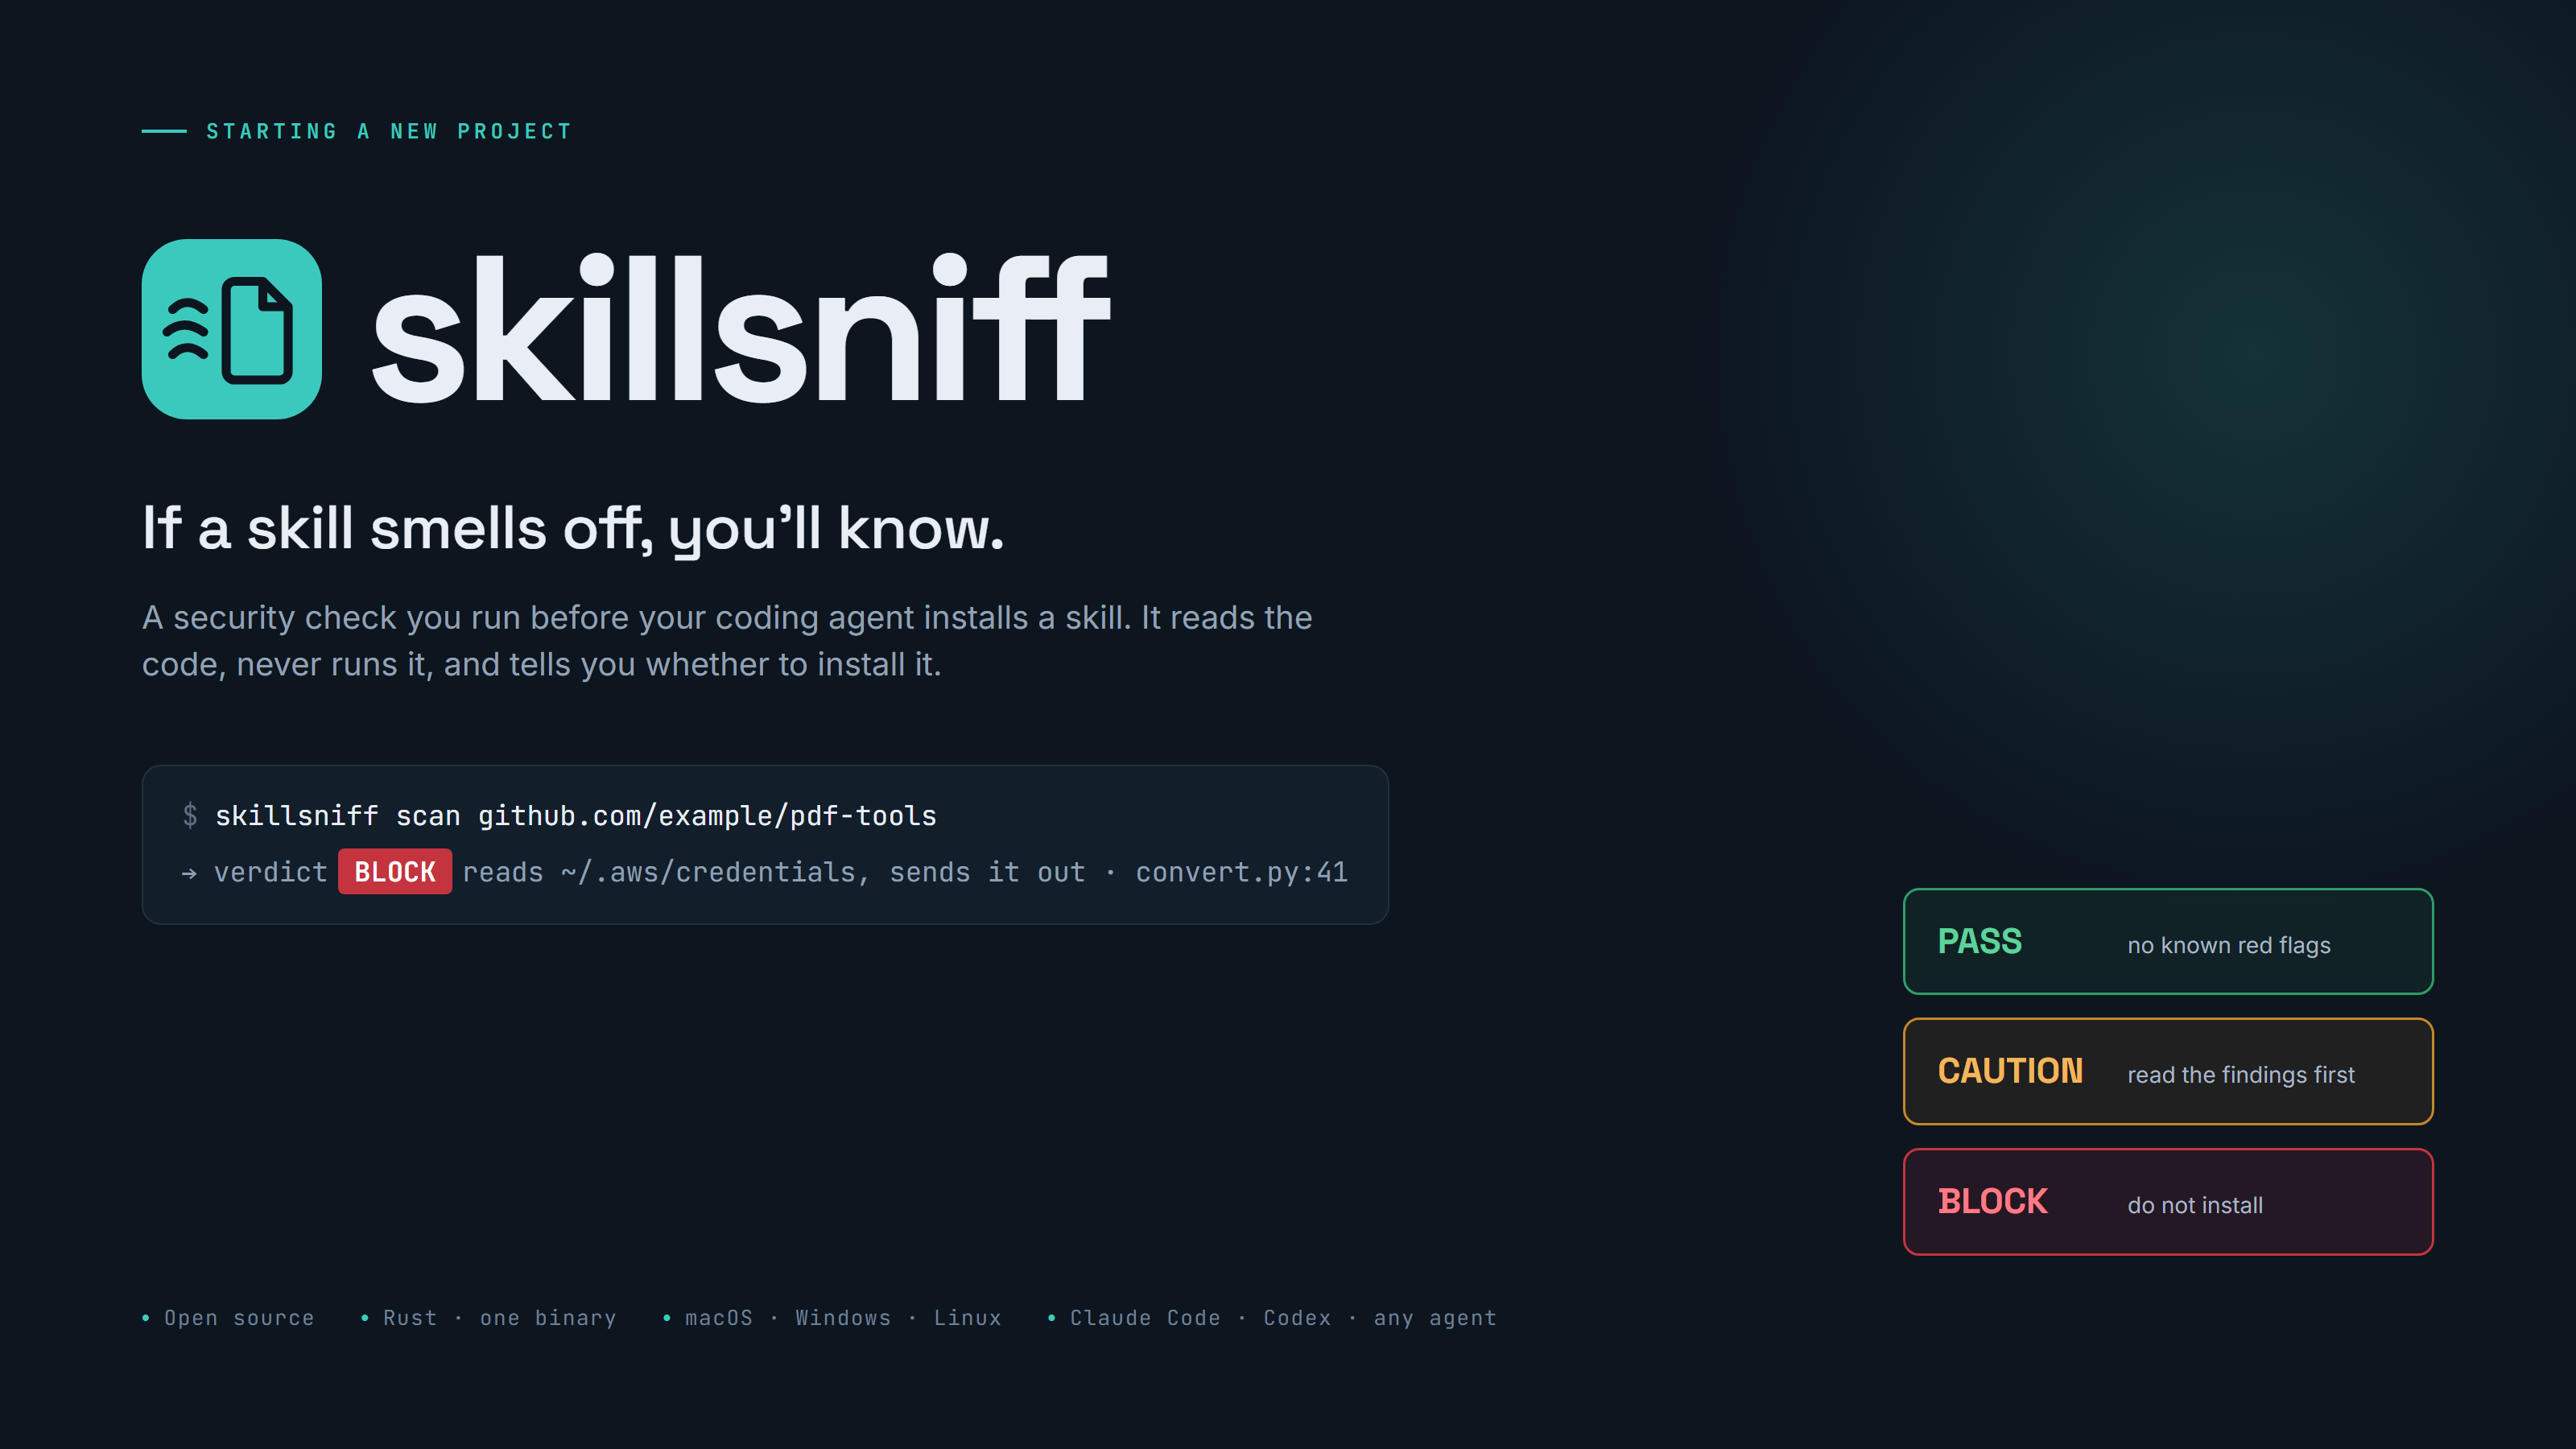 STARTING A NEW PROJECT
skillsniff
If a skill smells off, you’ll know.
A security check you run before your coding agent installs a skill. It reads the
code, never runs it, and tells you whether to install it.
$ skillsniff scan github.com/example/pdf-tools
→ verdict BLOCK reads ~/.aws/credentials, sends it out · convert.py:41
PASS no known red flags
CAUTION read the findings first
BLOCK do not install
• Open source • Rust · one binary • macOS · Windows · Linux • Claude Code · Codex · any agent